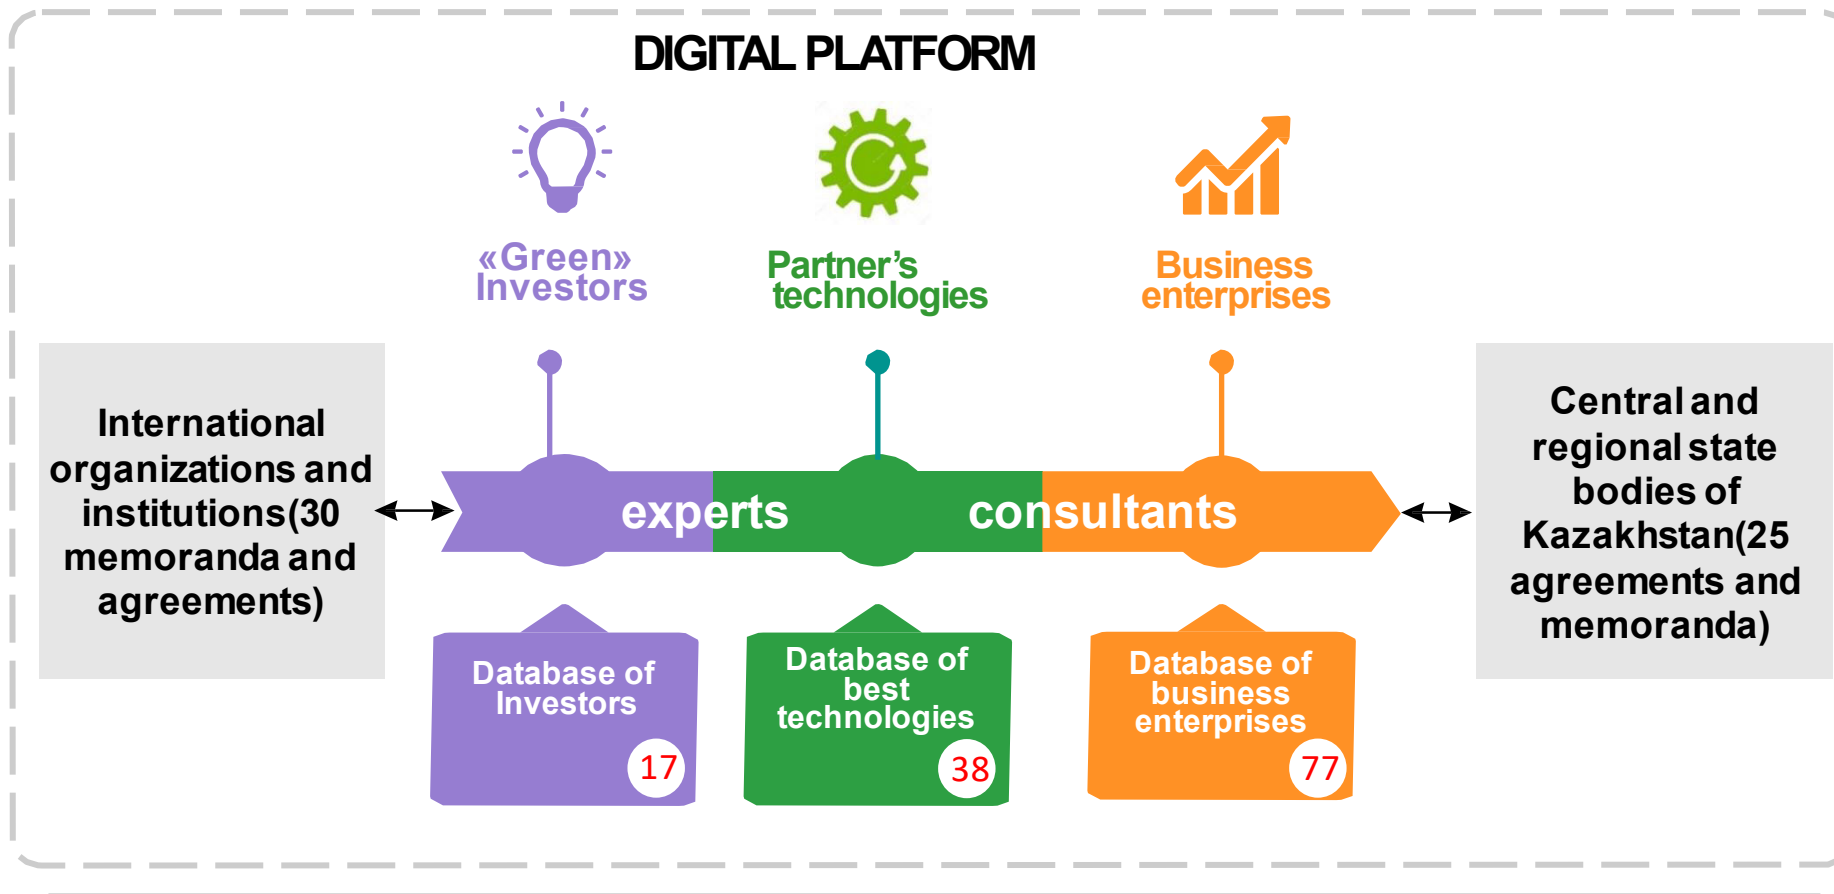 DIGITAL PLATFORM
«Green»
Investors
Partner’s
technologies
Business
enterprises
International
organizations and
institutions(30
memoranda and
agreements)
experts
consultants
Central and
regional state
bodies of
Kazakhstan(25
agreements and
memoranda)
Database of
Investors
17
Database of
best
technologies
38
Database of
business
enterprises
77